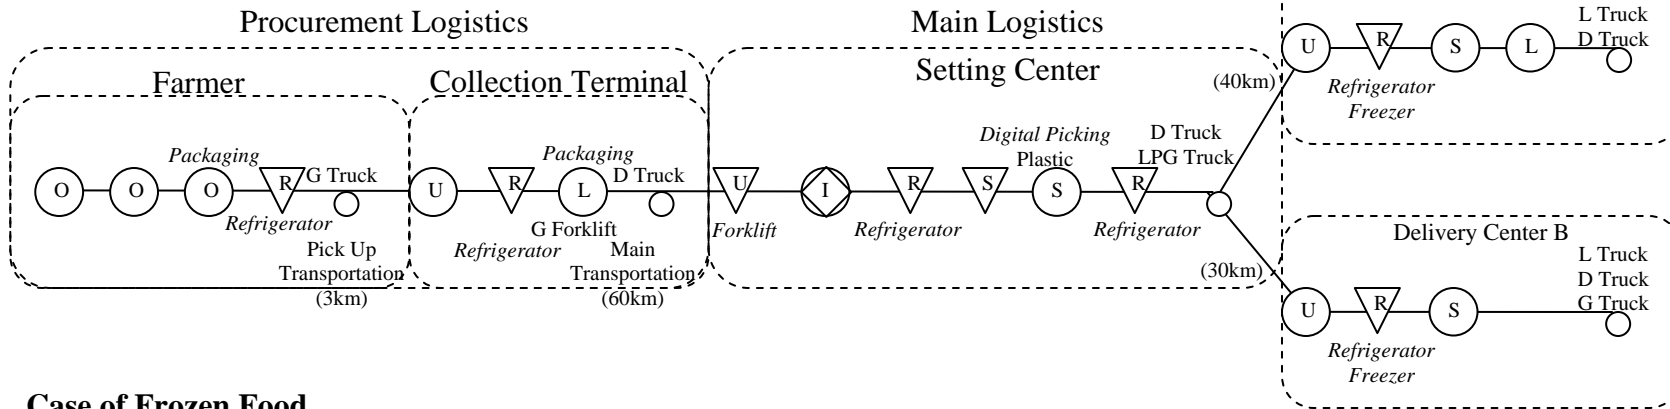 Procurement Logistics
Main Logistics
Farmer
Collection Terminal
Setting Center
O
O
Packaging
O
R
Refrigerator
G Truck
Pick Up
Transportation
(3km)
U
R
Refrigerator
Packaging
L
G Forklift
D Truck
Main
Transportation
(60km)
U
Forklift
I
R
Refrigerator
S
Digital Picking
Plastic
S
D Truck
LPG Truck
R
Refrigerator
(40km)
(30km)
U
R
Refrigerator
Freezer
S
L
L Truck
D Truck
Delivery Center B
U
R
Refrigerator
Freezer
S
L Truck
D Truck
G Truck
Case of Frozen Food